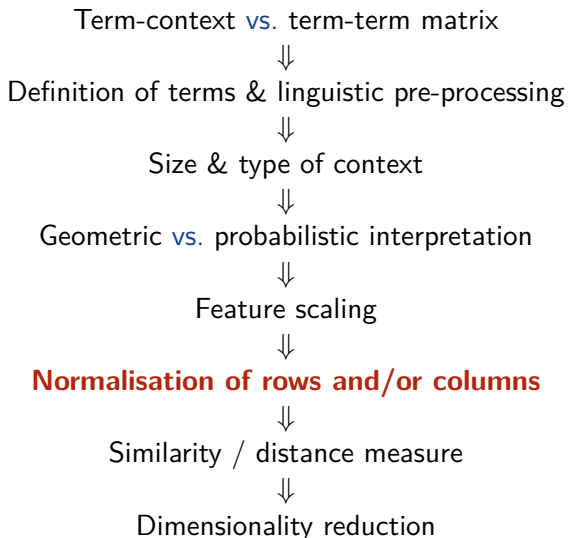 Term-context vs. term-term matrix
⇓
Definition of terms & linguistic pre-processing
⇓
Size & type of context
⇓
Geometric vs. probabilistic interpretation
⇓
Feature scaling
⇓
Normalisation of rows and/or columns
⇓
Similarity / distance measure
⇓
Dimensionality reduction